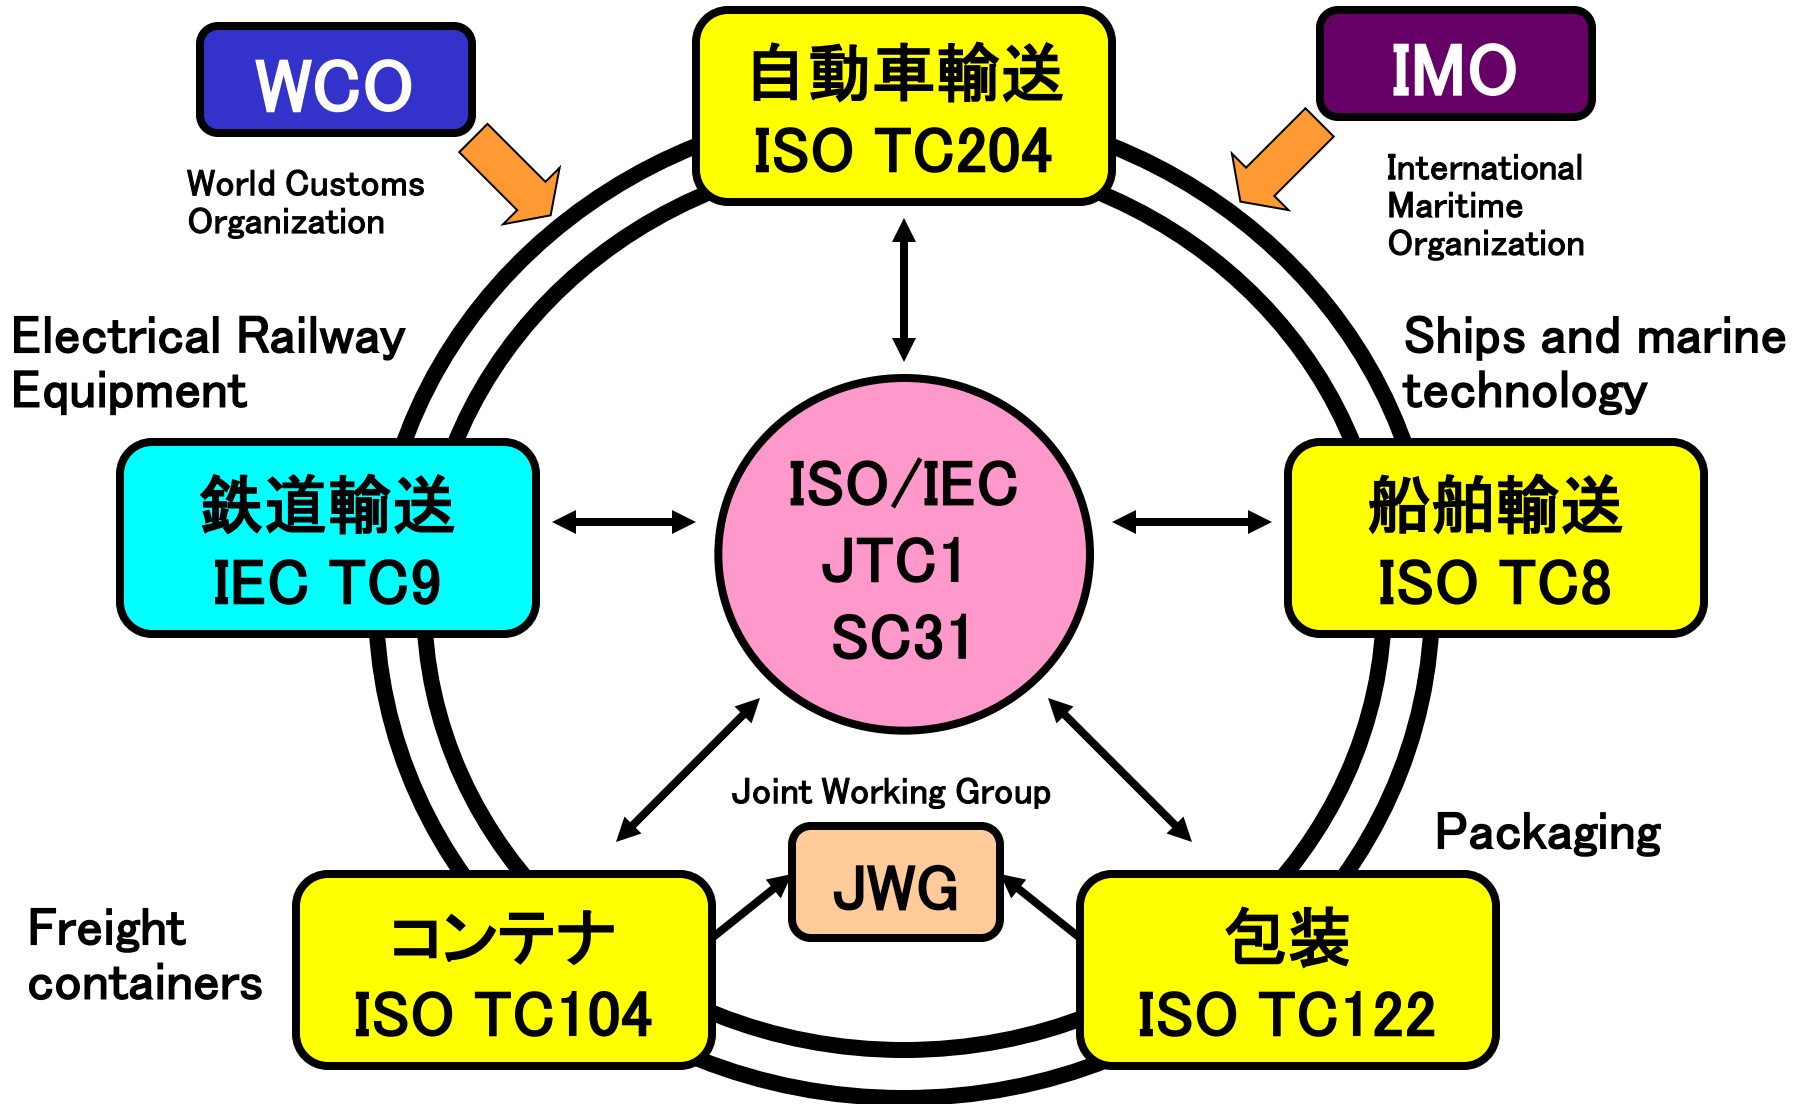 WCO
World Customs
Organization
自動車輸送
ISO TC204
IMO
International
Maritime
Organization
Electrical Railway
Equipment
鉄道輸送
IEC TC9
ISO/IEC
JTC1
SC31
Ships and marine
technology
船舶輸送
ISO TC8
Joint Working Group
JWG
Freight
containers
コンテナ
ISO TC104
Packaging
包装
ISO TC122